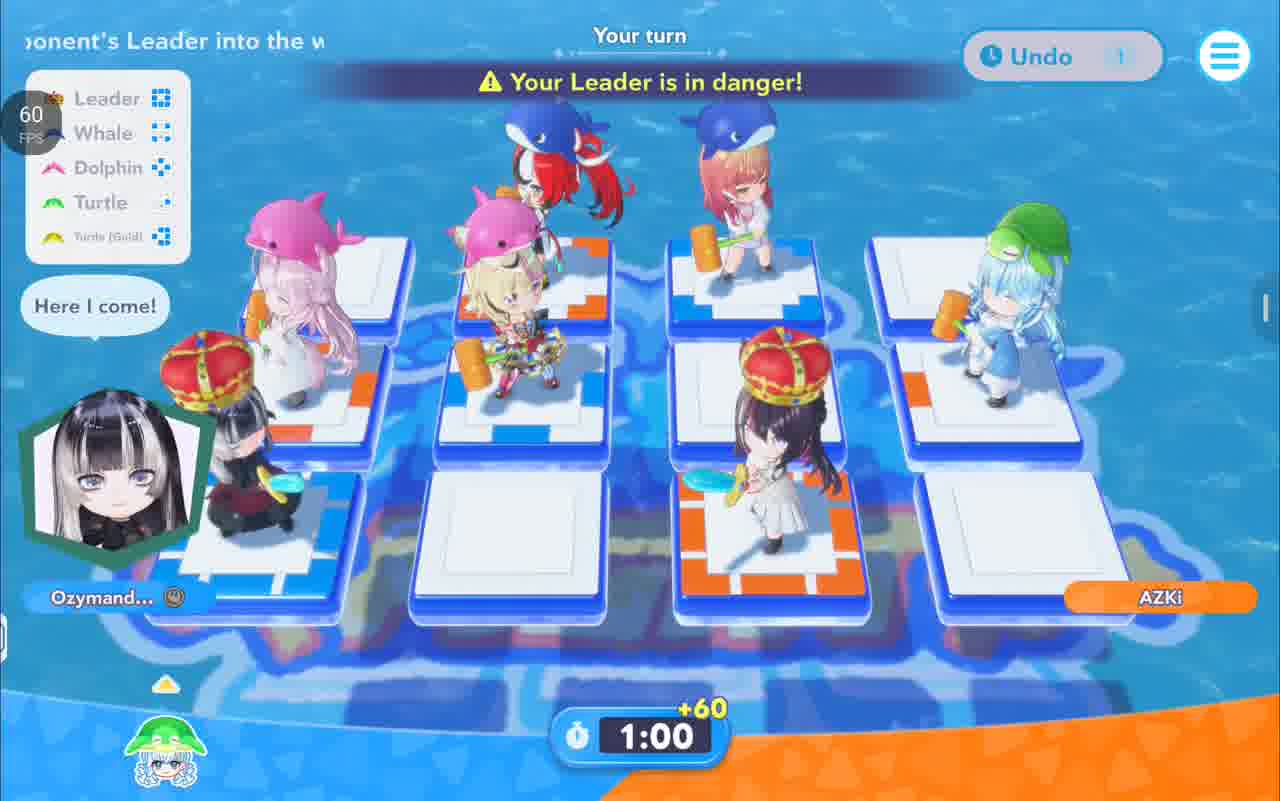 Your turn
ponent's Leader into the w
Undo 1
Your Leader is in danger!
60
FPS
Leader
Whale
Dolphin
Turtle
Turtle (Gold)
Here I come!
Ozymand...
AZKi
+60
1:00